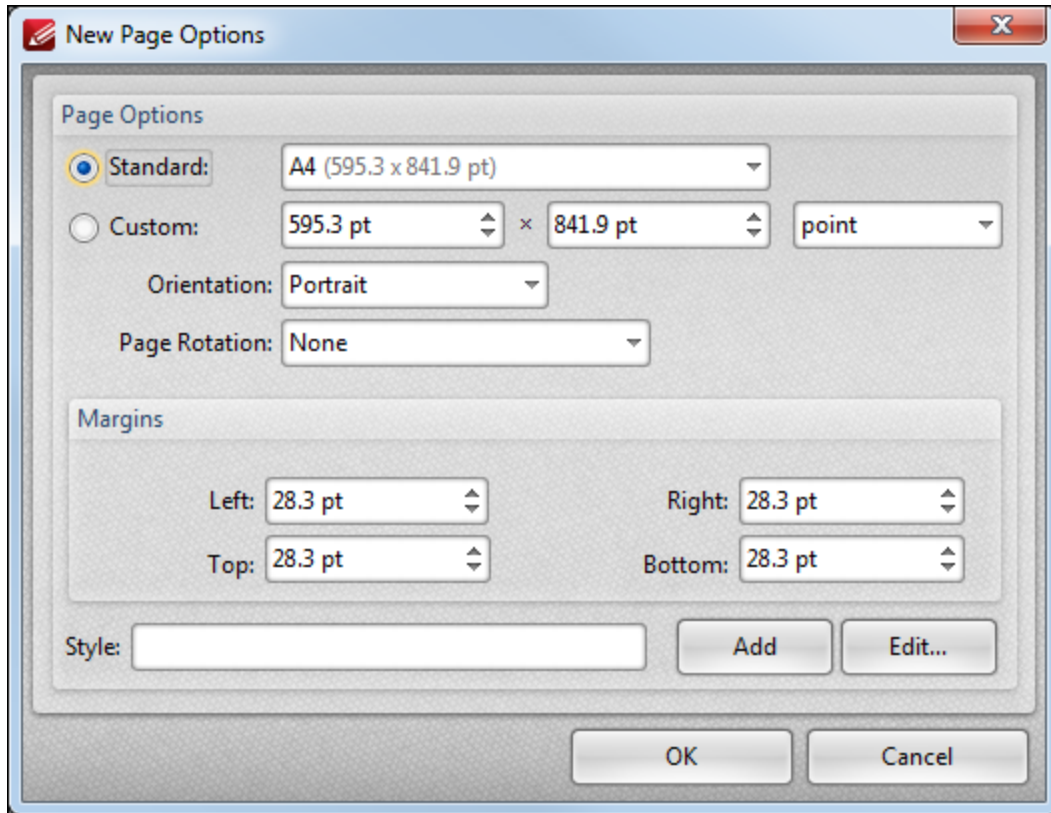 New Page Options
Page Options
Standard: A4 (595.3 x 841.9 pt)
Custom: 595.3 pt × 841.9 pt point
Orientation: Portrait
Page Rotation: None
Margins
Left: 28.3 pt Right: 28.3 pt
Top: 28.3 pt Bottom: 28.3 pt
Style: Add Edit...
OK Cancel